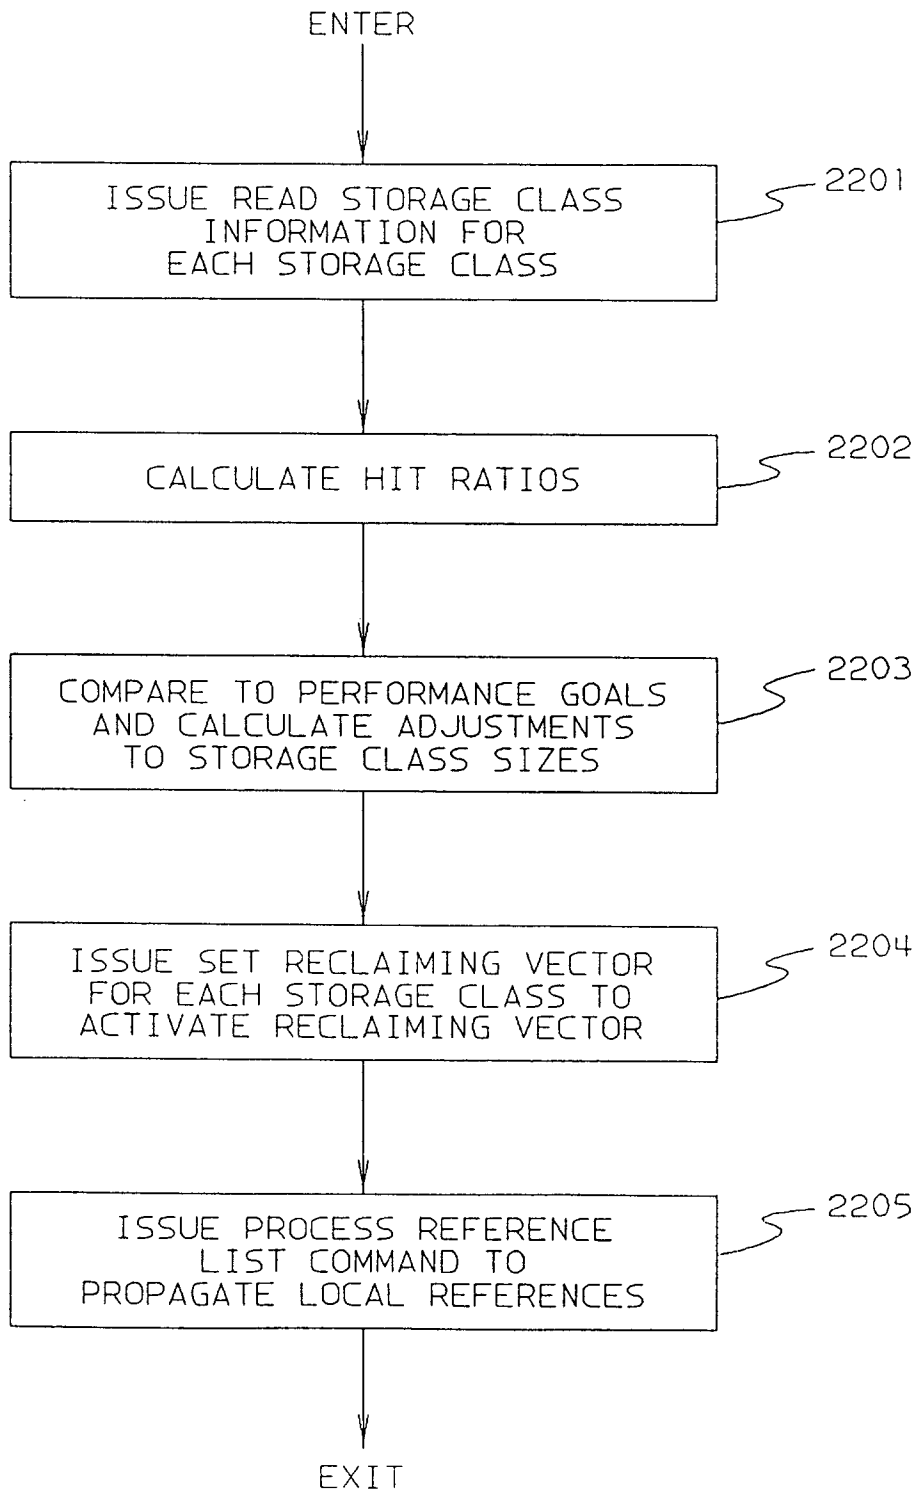 ENTER
ISSUE READ STORAGE CLASS
INFORMATION FOR
EACH STORAGE CLASS
2201
CALCULATE HIT RATIOS
2202
COMPARE TO PERFORMANCE GOALS
AND CALCULATE ADJUSTMENTS
TO STORAGE CLASS SIZES
2203
ISSUE SET RECLAIMING VECTOR
FOR EACH STORAGE CLASS TO
ACTIVATE RECLAIMING VECTOR
2204
ISSUE PROCESS REFERENCE
LIST COMMAND TO
PROPAGATE LOCAL REFERENCES
2205
EXIT